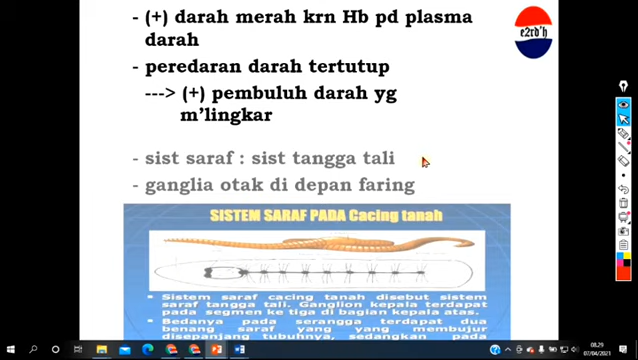 - (+) darah merah krn Hb pd plasma
darah
e2rd'h
- peredaran darah tertutup
---> (+) pembuluh darah yg
m'lingkar
- sist saraf : sist tangga tali
- ganglia otak di depan faring
SISTEM SARAF PADA Cacing tanah
Sistem saraf cacing tanah disebut sistem
saraf tangga tali. Ganglion kepala terdapat
pada segmen ke tiga di bagian kepala atas.
Bedanya pada serangga terdapat dua
benang saraf yang yang membujur
disepanjang tubuhnya, sedangkan pada
08.29
07/04/2021